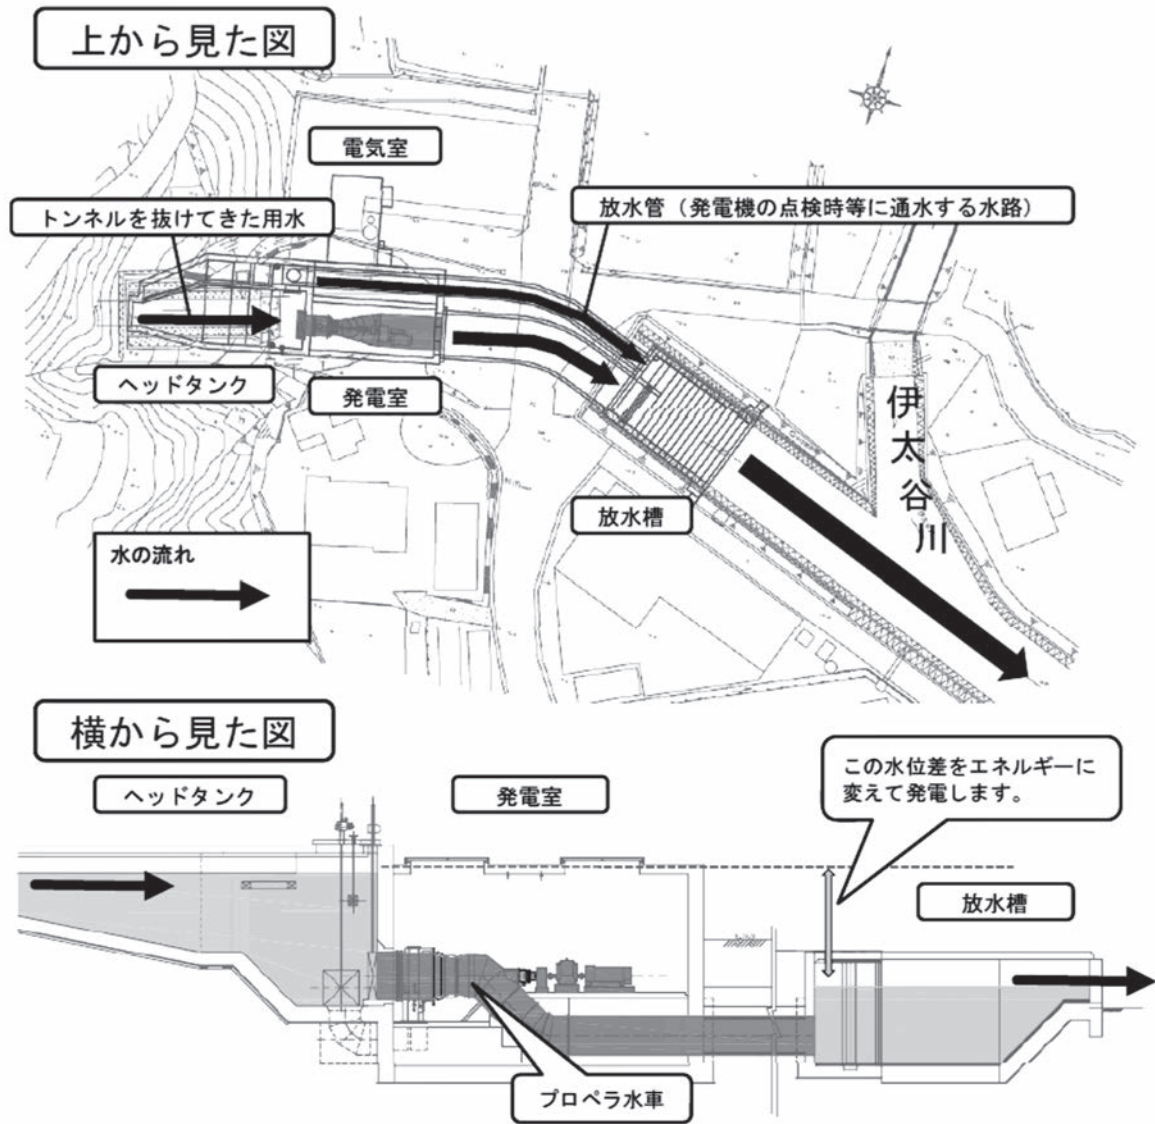 上から見た図
電気室
トンネルを抜けてきた用水
放水管（発電機の点検時等に通水する水路）
ヘッドタンク
発電室
伊太谷川
放水槽
水の流れ
横から見た図
ヘッドタンク
発電室
この水位差をエネルギーに
変えて発電します。
放水槽
プロペラ水車